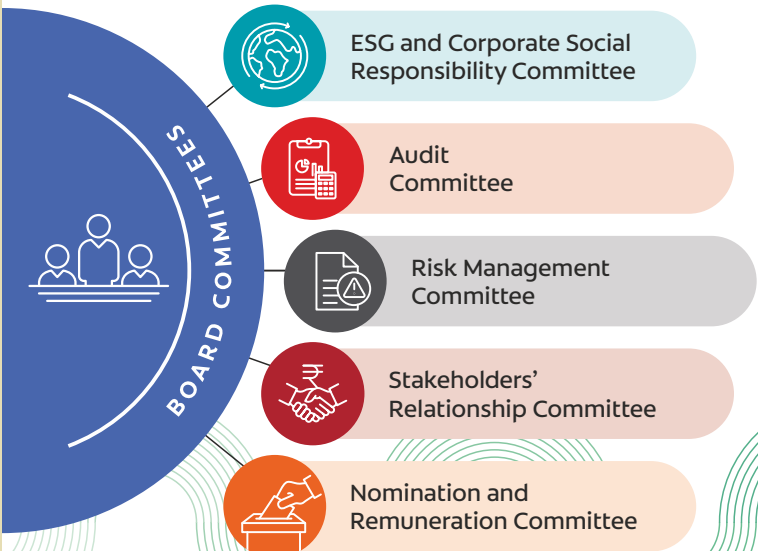 BOARD COMMITTEES
ESG and Corporate Social
Responsibility Committee
Audit
Committee
Risk Management
Committee
₹
Stakeholders’
Relationship Committee
Nomination and
Remuneration Committee